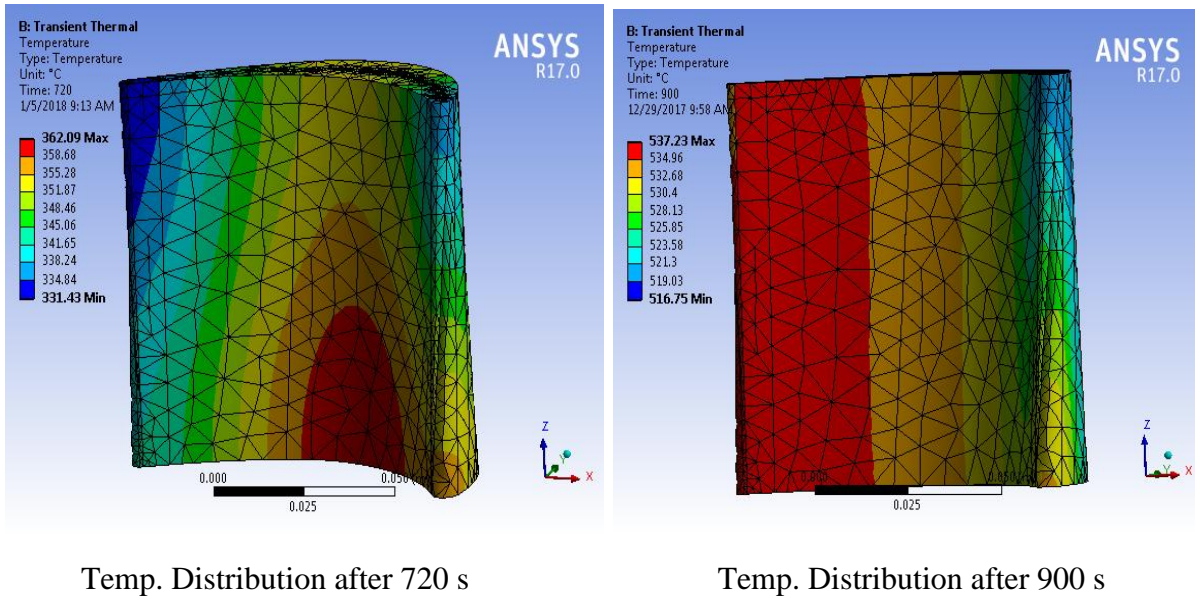 B: Transient Thermal
Temperature
Type: Temperature
Unit: °C
Time: 720
1/5/2018 9:13 AM
ANSYS
R17.0
362.09 Max
358.68
355.28
351.87
348.46
345.06
341.65
338.24
334.84
331.43 Min
Z
Y
X
0.000
0.050
0.025
B: Transient Thermal
Temperature
Type: Temperature
Unit: °C
Time: 900
12/29/2017 9:58 AM
ANSYS
R17.0
537.23 Max
534.96
532.68
530.4
528.13
525.85
523.58
521.3
519.03
516.75 Min
Z
Y
X
0.000
0.050
0.025
Temp. Distribution after 720 s
Temp. Distribution after 900 s